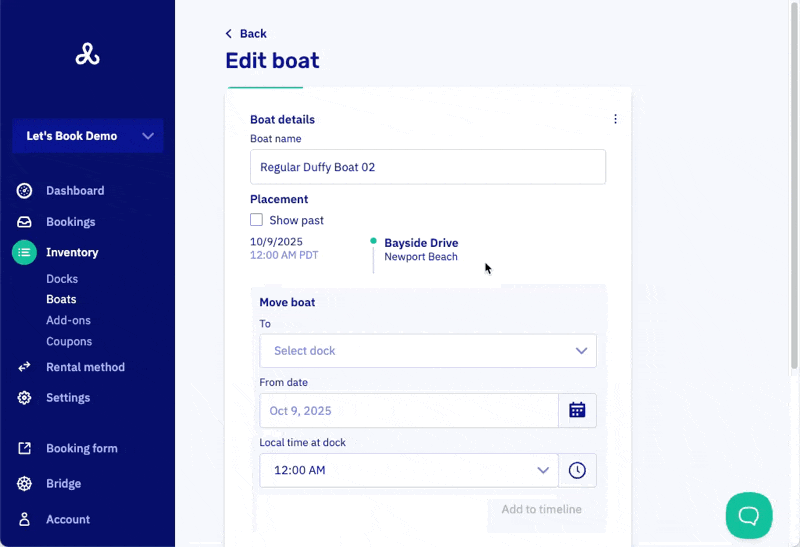 Let's Book Demo
Dashboard
Bookings
Inventory
Docks
Boats
Add-ons
Coupons
Rental method
Settings
Booking form
Bridge
Account
Back
Edit boat
Boat details
Boat name
Regular Duffy Boat 02
Placement
Show past
10/9/2025
12:00 AM PDT
Bayside Drive
Newport Beach
Move boat
To
Select dock
From date
Oct 9, 2025
Local time at dock
12:00 AM
Add to timeline